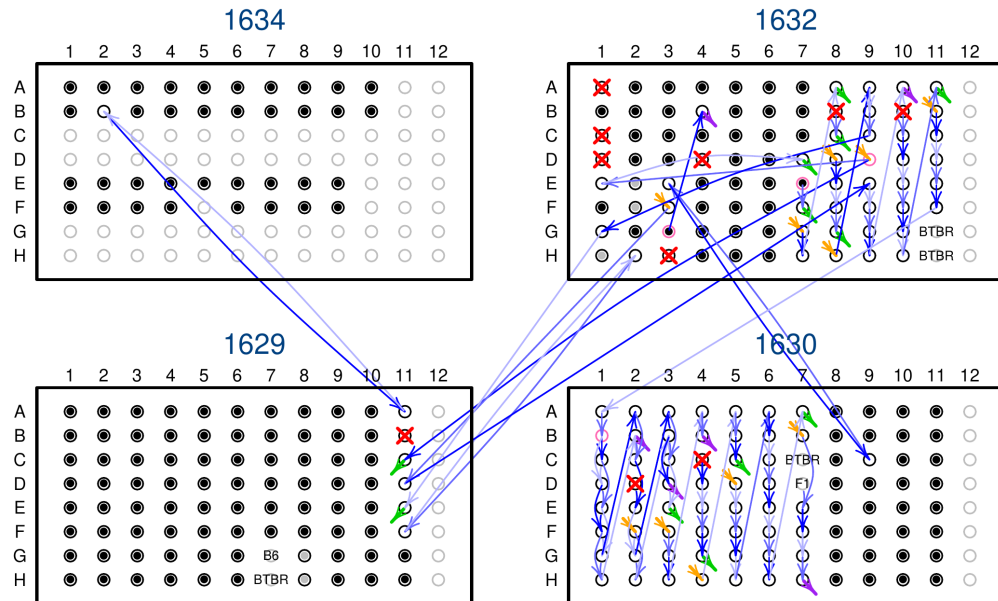 1634 1632
1 2 3 4 5 6 7 8 9 10 11 12 1 2 3 4 5 6 7 8 9 10 11 12
A A
B B
C C
D D
E E
F F
G G BTBR
H H BTBR
1629 1630
1 2 3 4 5 6 7 8 9 10 11 12 1 2 3 4 5 6 7 8 9 10 11 12
A A
B B
C C BTBR
D D F1
E E
F F
G B6 G
H BTBR H